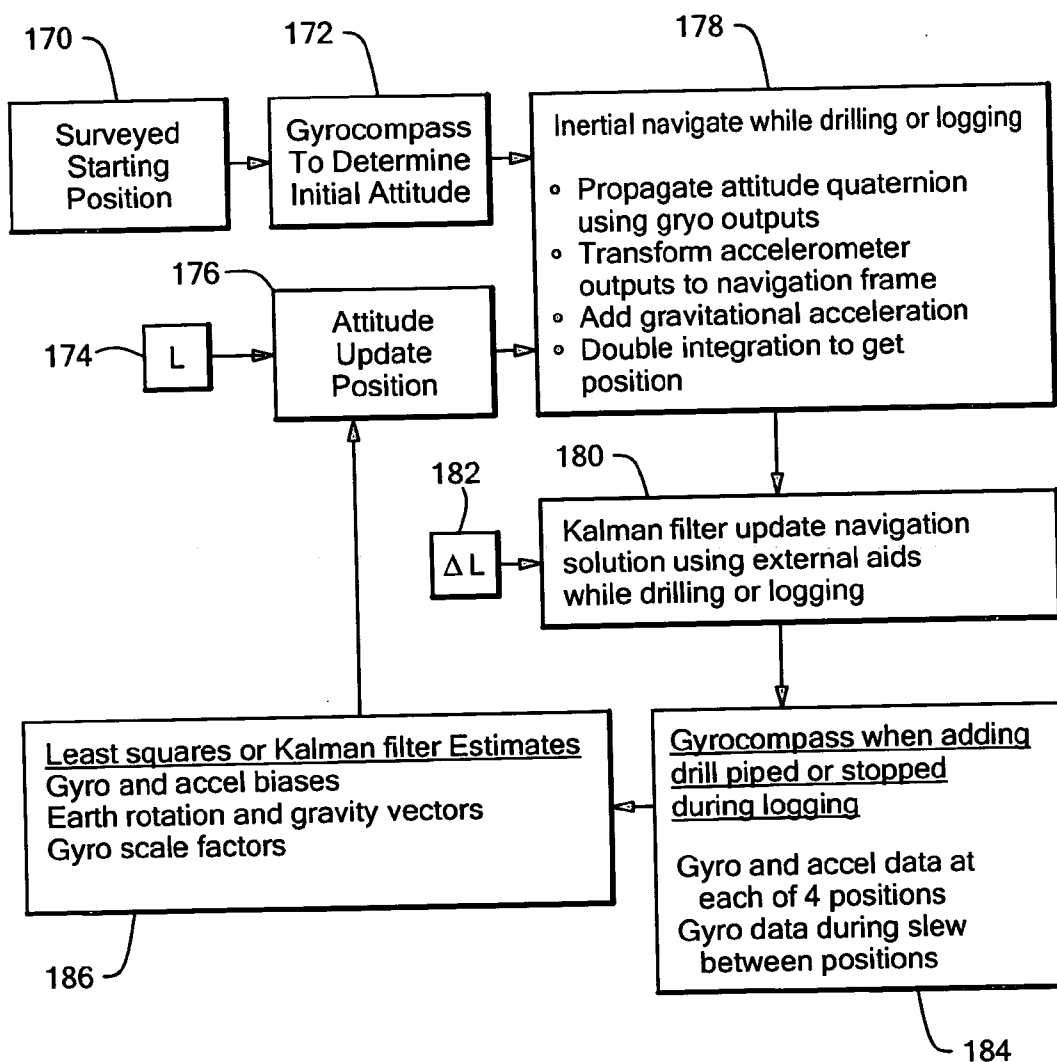 170
172
178
Surveyed
Starting
Position
Gyrocompass
To Determine
Initial Attitude
Inertial navigate while drilling or logging
∘ Propagate attitude quaternion
using gryo outputs
∘ Transform accelerometer
outputs to navigation frame
∘ Add gravitational acceleration
∘ Double integration to get
position
176
174
L
Attitude
Update
Position
182
180
Δ L
Kalman filter update navigation
solution using external aids
while drilling or logging
Least squares or Kalman filter Estimates
Gyro and accel biases
Earth rotation and gravity vectors
Gyro scale factors
Gyrocompass when adding
drill piped or stopped
during logging
Gyro and accel data at
each of 4 positions
Gyro data during slew
between positions
186
184